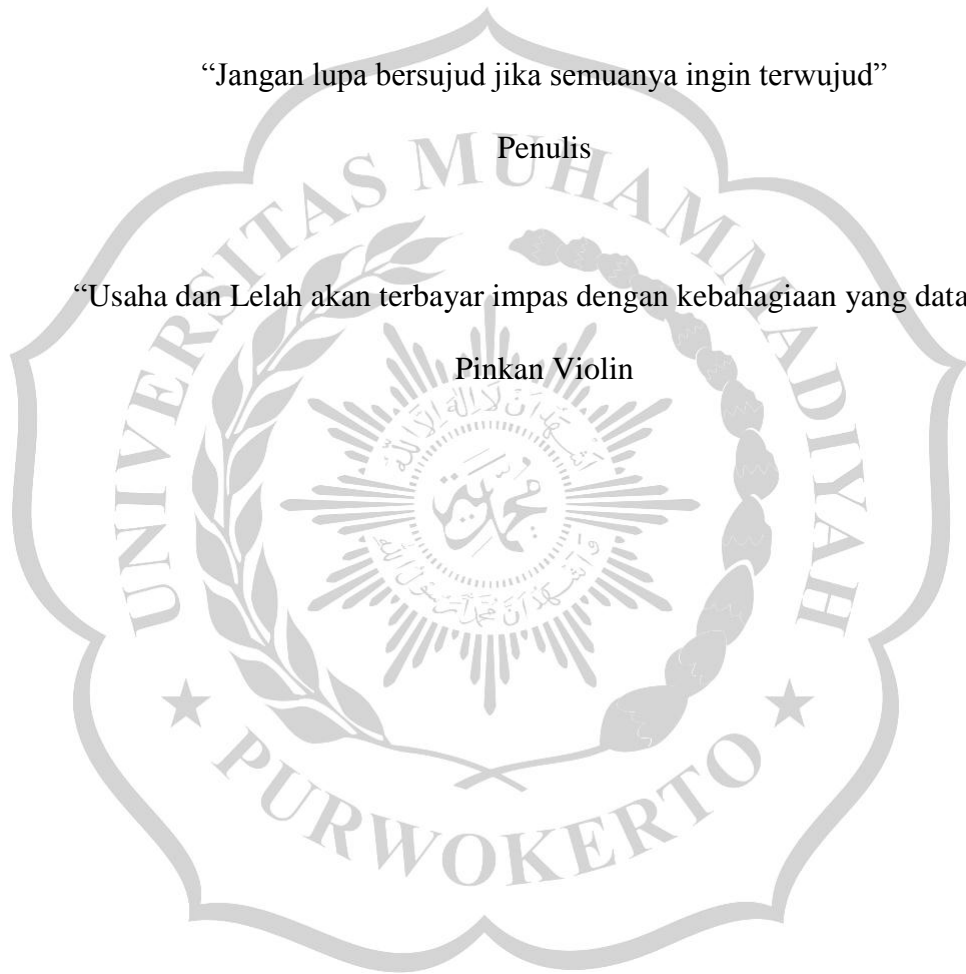 “Jangan lupa bersujud jika semuanya ingin terwujud”
Penulis
“Usaha dan Lelah akan terbayar impas dengan kebahagiaan yang data
Pinkan Violin
UNIVERSITAS MUHAMMADIYAH
PURWOKERTO